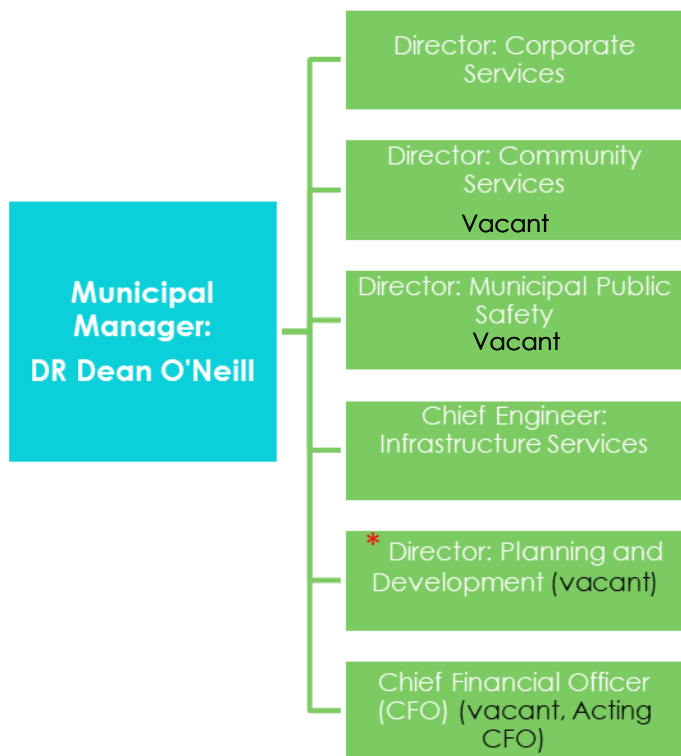 Municipal
Manager:
DR Dean O'Neill
Director: Corporate
Services
Director: Community
Services
Vacant
Director: Municipal Public
Safety
Vacant
Chief Engineer:
Infrastructure Services
* Director: Planning and
Development (vacant)
Chief Financial Officer
(CFO) (vacant, Acting
CFO)